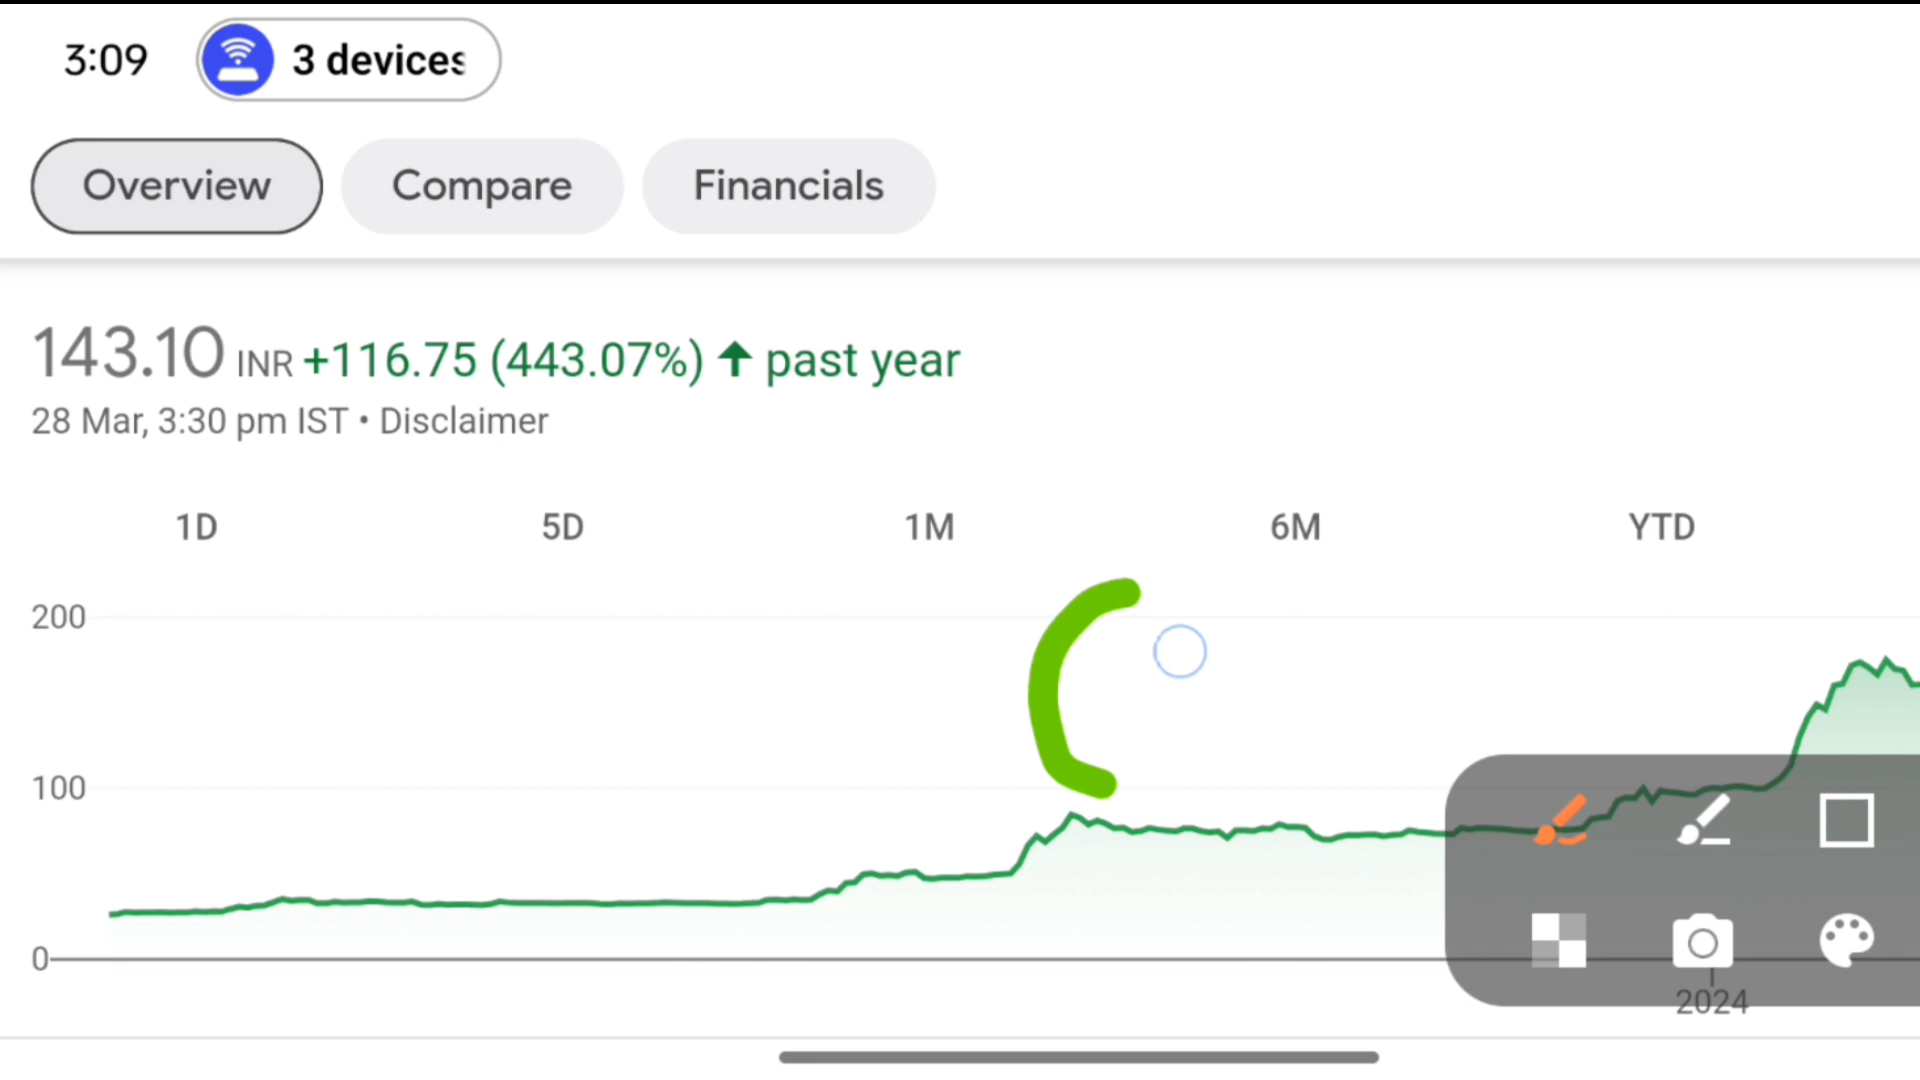 3:09 3 devices
Overview Compare Financials
143.10 INR +116.75 (443.07%) ↑ past year
28 Mar, 3:30 pm IST • Disclaimer
1D 5D 1M 6M YTD
200
100
0
2024